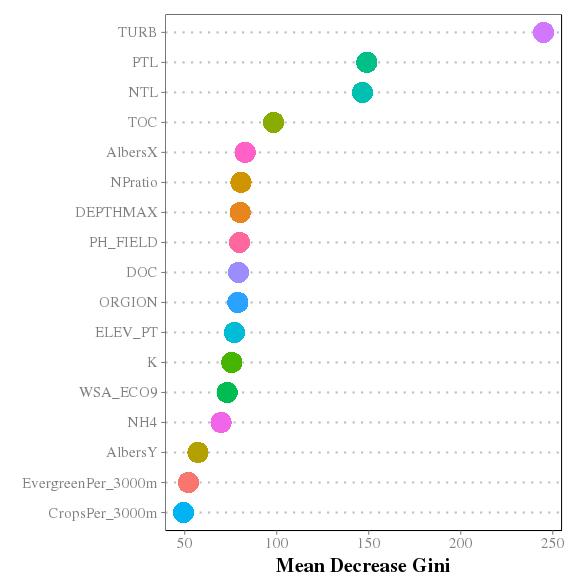 TURB
PTL
NTL
TOC
AlbersX
NPratio
DEPTHMAX
PH_FIELD
DOC
ORGION
ELEV_PT
K
WSA_ECO9
NH4
AlbersY
EvergreenPer_3000m
CropsPer_3000m
50 100 150 200 250
Mean Decrease Gini